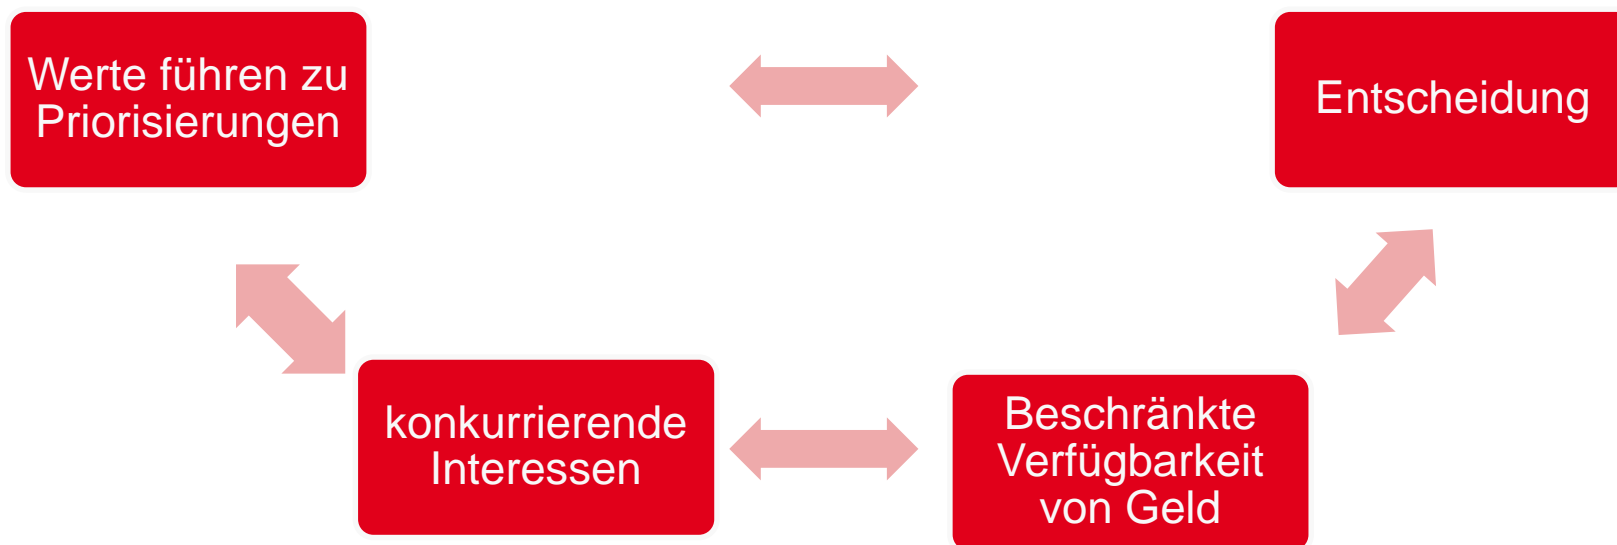 Werte führen zu
Priorisierungen
Entscheidung
konkurrierende
Interessen
Beschränkte
Verfügbarkeit
von Geld